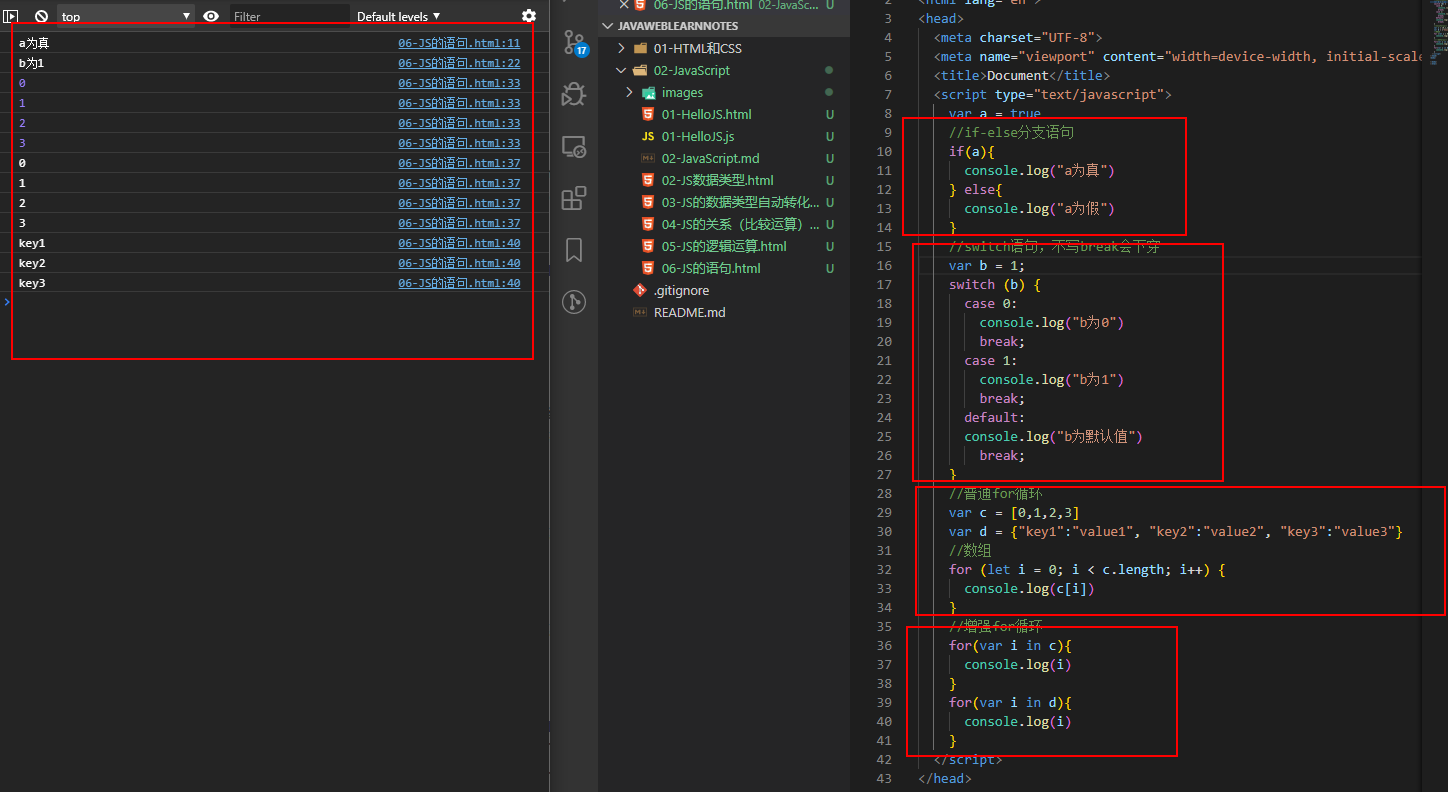 top
Filter
Default levels
a为真 06-JS的语句.html:11
b为1 06-JS的语句.html:22
0 06-JS的语句.html:33
1 06-JS的语句.html:33
2 06-JS的语句.html:33
3 06-JS的语句.html:33
0 06-JS的语句.html:37
1 06-JS的语句.html:37
2 06-JS的语句.html:37
3 06-JS的语句.html:37
key1 06-JS的语句.html:40
key2 06-JS的语句.html:40
key3 06-JS的语句.html:40
17
06-JS的语句.html 02-JavaSc... U
JAVAWEBLEARNNOTES
01-HTML和CSS
02-JavaScript
images
01-HelloJS.html U
JS 01-HelloJS.js U
02-JavaScript.md U
02-JS数据类型.html U
03-JS的数据类型自动转化... U
04-JS的关系（比较运算）... U
05-JS的逻辑运算.html U
06-JS的语句.html U
.gitignore
README.md
2 <html lang="en">
3 <head>
4 <meta charset="UTF-8">
5 <meta name="viewport" content="width=device-width, initial-scale
6 <title>Document</title>
7 <script type="text/javascript">
8 var a = true
9 //if-else分支语句
10 if(a){
11 console.log("a为真")
12 } else{
13 console.log("a为假")
14 }
15 //switch语句，不写break会下穿
16 var b = 1;
17 switch (b) {
18 case 0:
19 console.log("b为0")
20 break;
21 case 1:
22 console.log("b为1")
23 break;
24 default:
25 console.log("b为默认值")
26 break;
27 }
28 //普通for循环
29 var c = [0,1,2,3]
30 var d = {"key1":"value1", "key2":"value2", "key3":"value3"}
31 //数组
32 for (let i = 0; i < c.length; i++) {
33 console.log(c[i])
34 }
35 //增强for循环
36 for(var i in c){
37 console.log(i)
38 }
39 for(var i in d){
40 console.log(i)
41 }
42 </script>
43 </head>